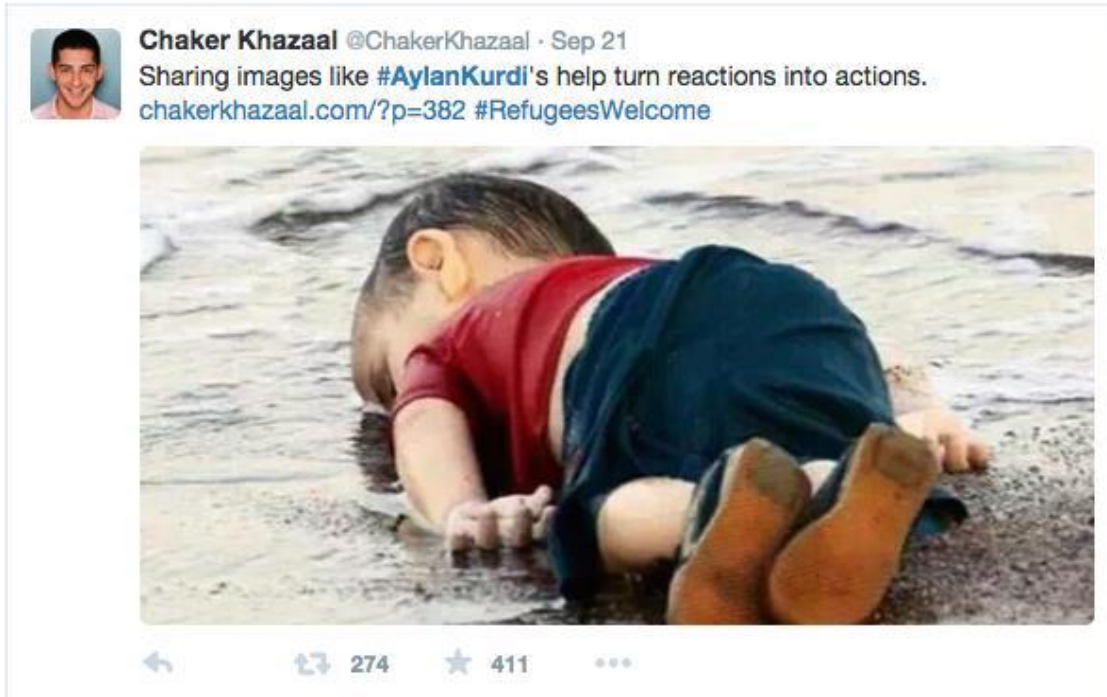 Chaker Khazaal @ChakerKhazaal · Sep 21
Sharing images like #AylanKurdi's help turn reactions into actions.
chakerkhazaal.com/?p=382 #RefugeesWelcome
274 411